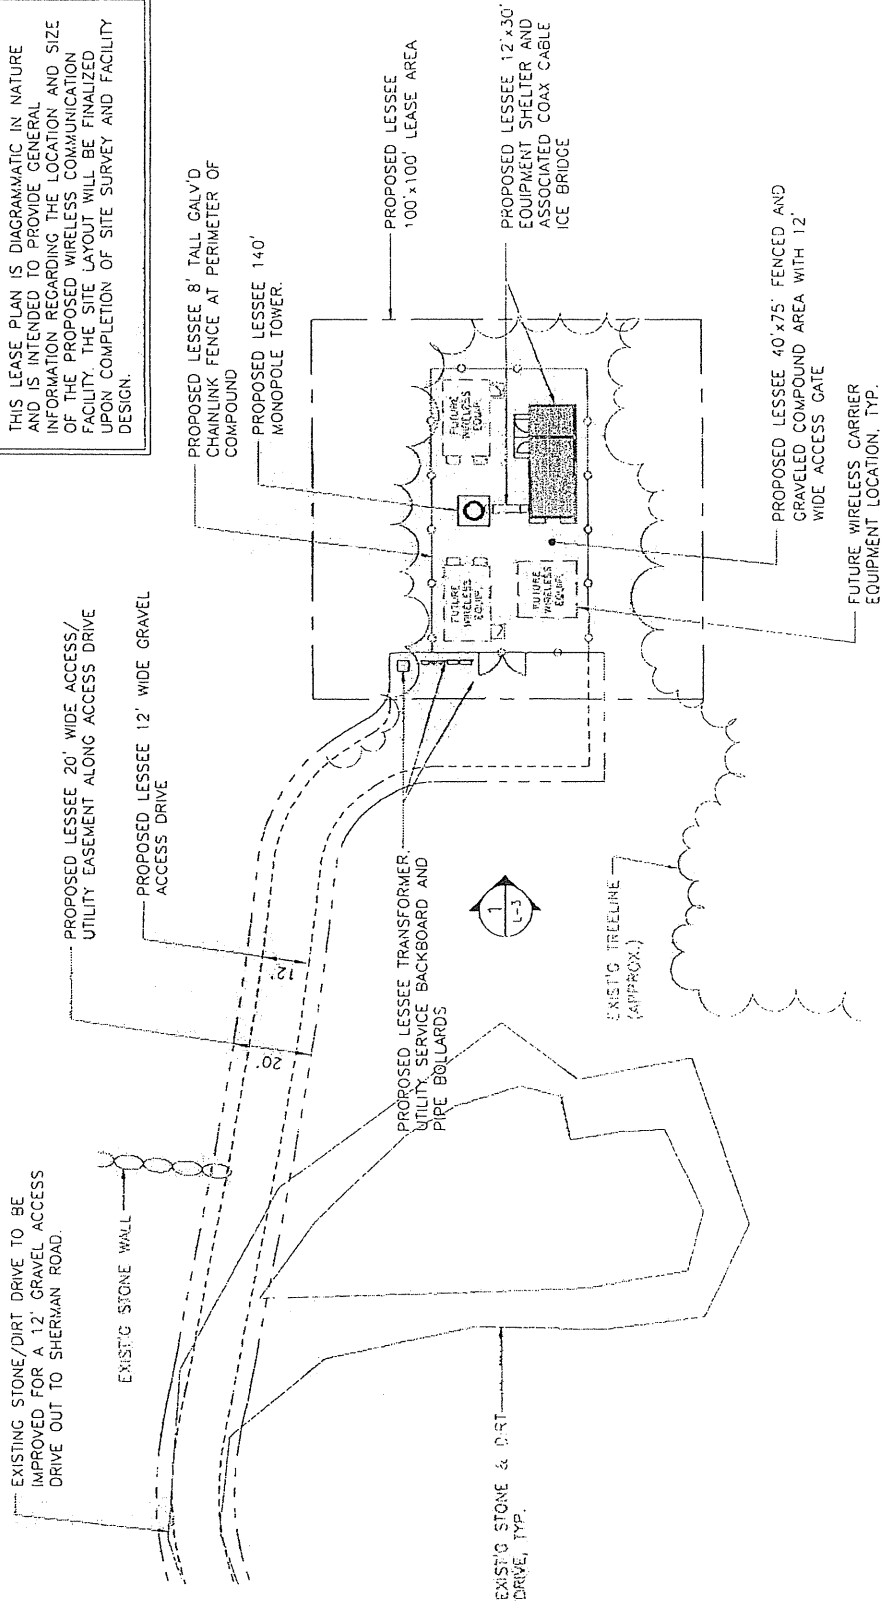 THIS LEASE PLAN IS DIAGRAMMATIC IN NATURE
AND IS INTENDED TO PROVIDE GENERAL
INFORMATION REGARDING THE LOCATION AND SIZE
OF THE PROPOSED WIRELESS COMMUNICATION
FACILITY. THE SITE LAYOUT WILL BE FINALIZED
UPON COMPLETION OF SITE SURVEY AND FACILITY
DESIGN.
EXISTING STONE/DIRT DRIVE TO BE
IMPROVED FOR A 12' GRAVEL ACCESS
DRIVE OUT TO SHERMAN ROAD.
EXIST'G STONE WALL
PROPOSED LESSEE 20' WIDE ACCESS/
UTILITY EASEMENT ALONG ACCESS DRIVE
PROPOSED LESSEE 12' WIDE GRAVEL
ACCESS DRIVE
PROPOSED LESSEE 8' TALL GALV'D
CHAINLINK FENCE AT PERIMETER OF
COMPOUND
PROPOSED LESSEE 140'
MONOPOLE TOWER.
PROPOSED LESSEE
100'x100' LEASE AREA
PROPOSED LESSEE 12'x30'
EQUIPMENT SHELTER AND
ASSOCIATED COAX CABLE
ICE BRIDGE
20'
12'
FUTURE
WIRELESS
EQUIP.
FUTURE
WIRELESS
EQUIP.
FUTURE
WIRELESS
EQUIP.
PROPOSED LESSEE TRANSFORMER,
UTILITY SERVICE BACKBOARD AND
PIPE BOLLARDS
1
L-3
EXIST'G TREELINE
(APPROX.)
EXIST'G STONE & DIRT
DRIVE, TYP.
PROPOSED LESSEE 40'x75' FENCED AND
GRAVELED COMPOUND AREA WITH 12'
WIDE ACCESS GATE
FUTURE WIRELESS CARRIER
EQUIPMENT LOCATION, TYP.